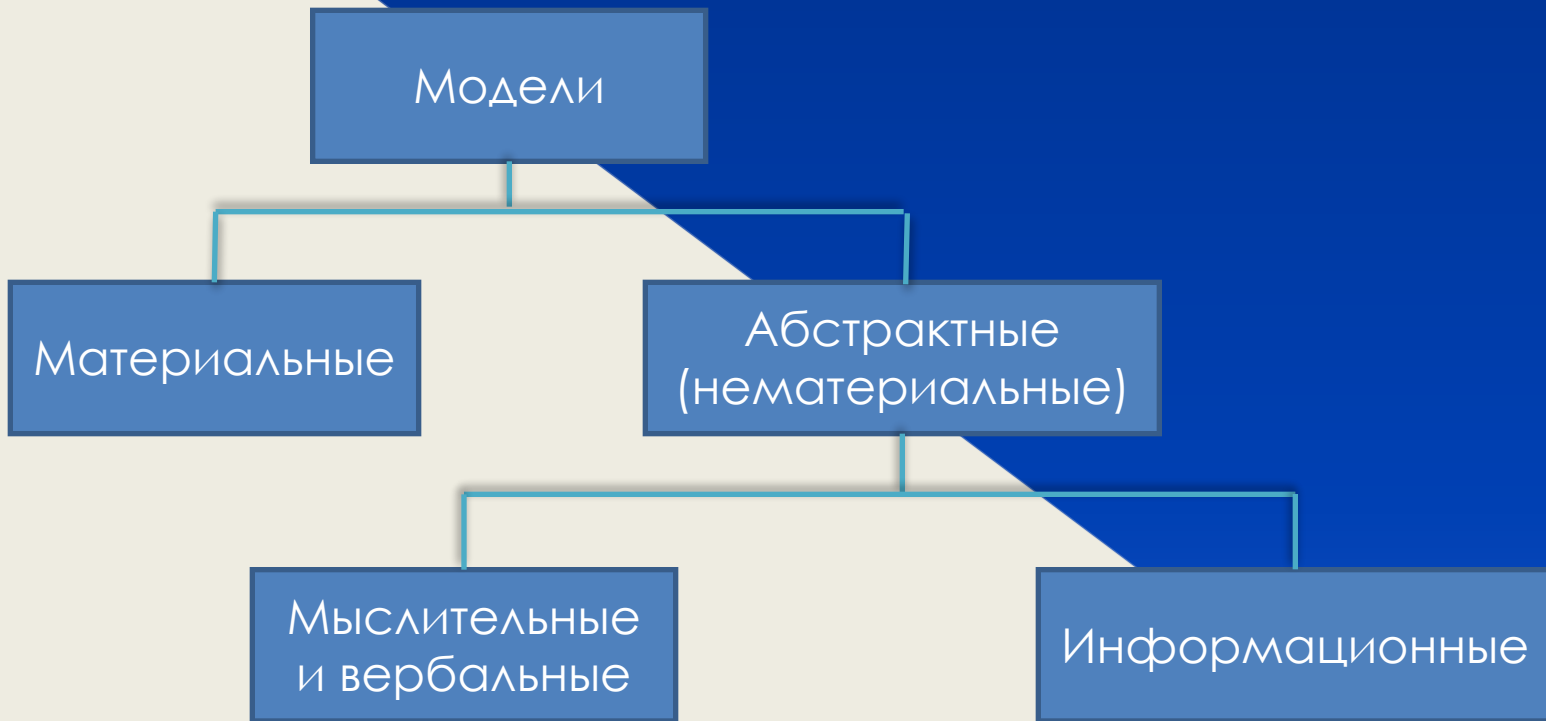 Модели
Материальные
Абстрактные
(нематериальные)
Мыслительные
и вербальные
Информационные